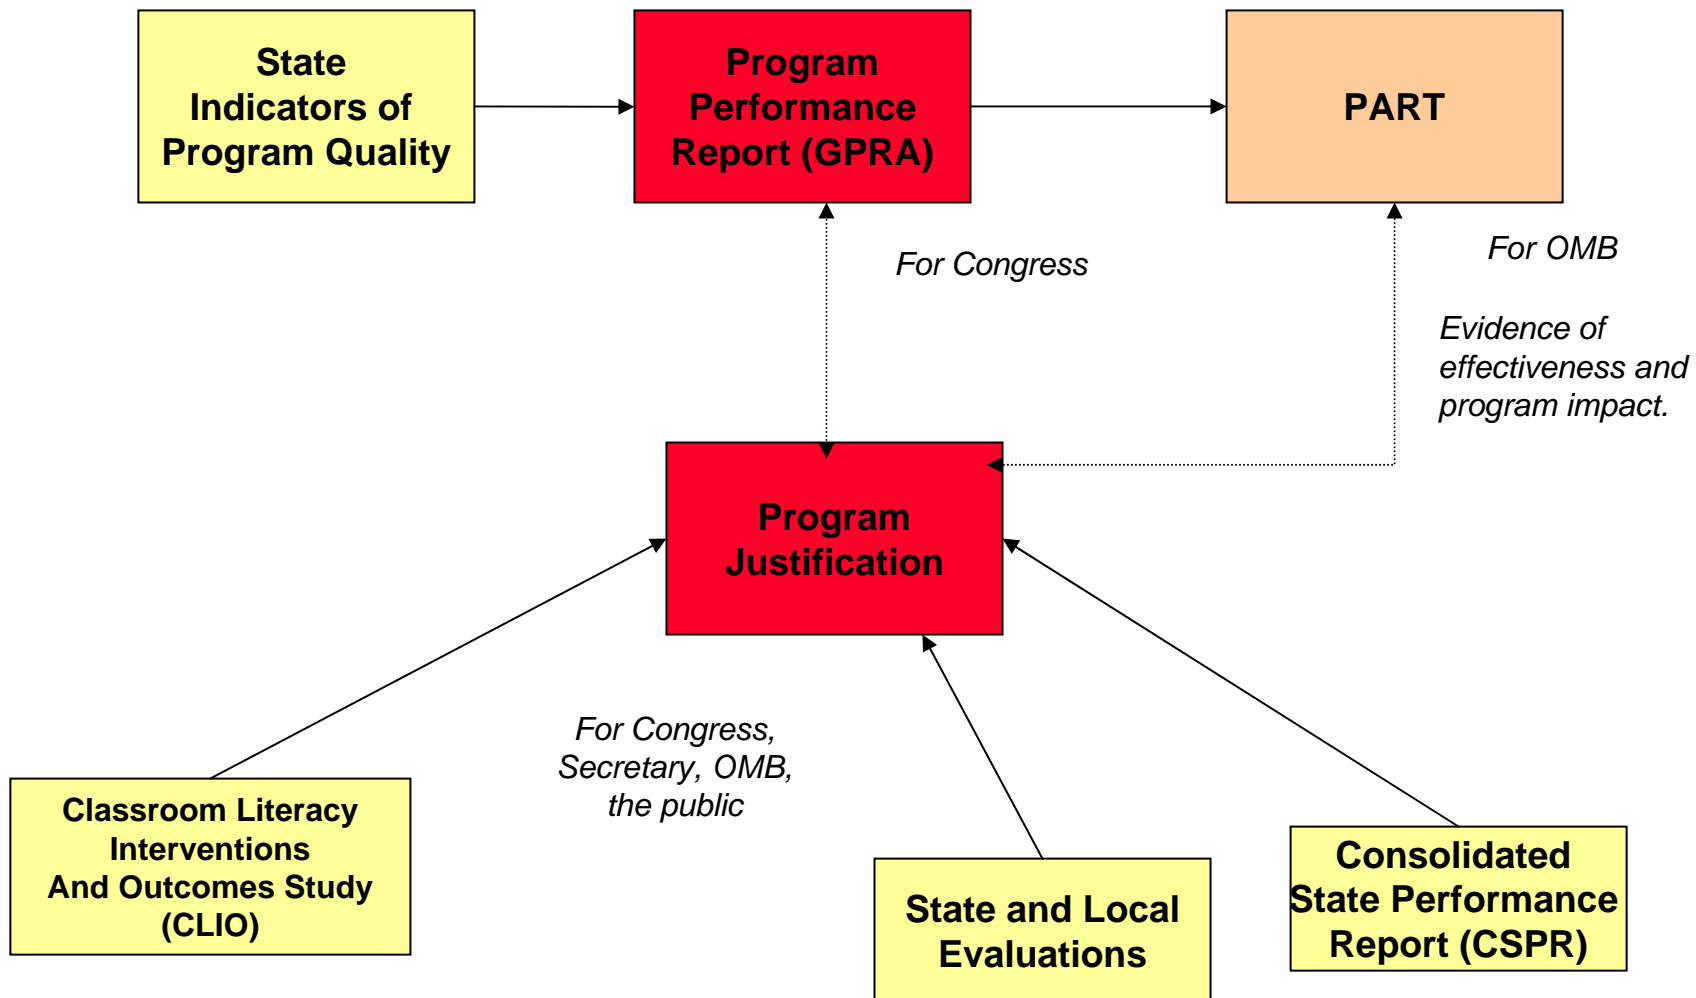 State
Indicators of
Program Quality
Program
Performance
Report (GPRA)
PART
For Congress
For OMB
Evidence of
effectiveness and
program impact.
Program
Justification
For Congress,
Secretary, OMB,
the public
Classroom Literacy
Interventions
And Outcomes Study
(CLIO)
State and Local
Evaluations
Consolidated
State Performance
Report (CSPR)